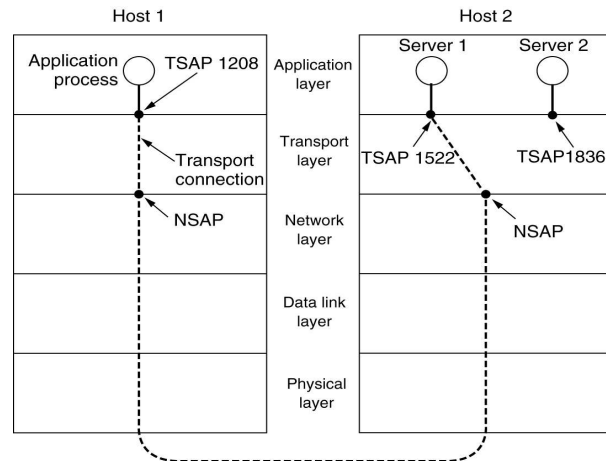 Host 1
Host 2
Application
process
TSAP 1208
Application
layer
Server 1
Server 2
Transport
connection
Transport
layer
TSAP 1522
TSAP1836
NSAP
Network
layer
NSAP
Data link
layer
Physical
layer